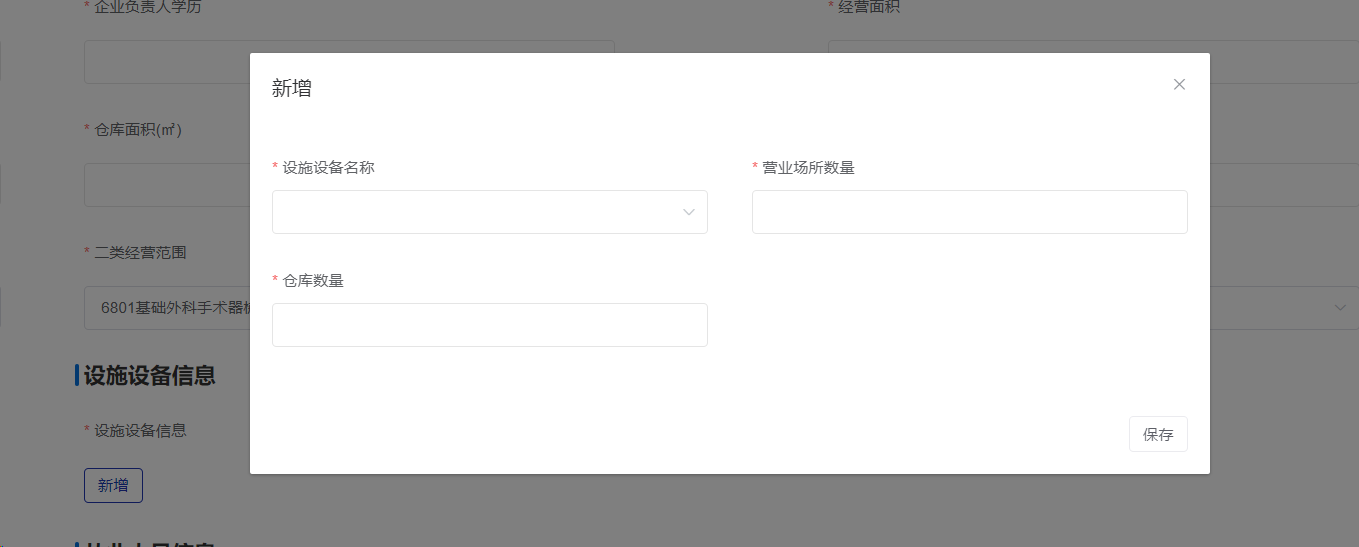 * 企业负责人学历
* 经营面积
新增
* 仓库面积(㎡)
* 设施设备名称
* 营业场所数量
* 二类经营范围
* 仓库数量
6801基础外科手术器
设施设备信息
* 设施设备信息
保存
新增